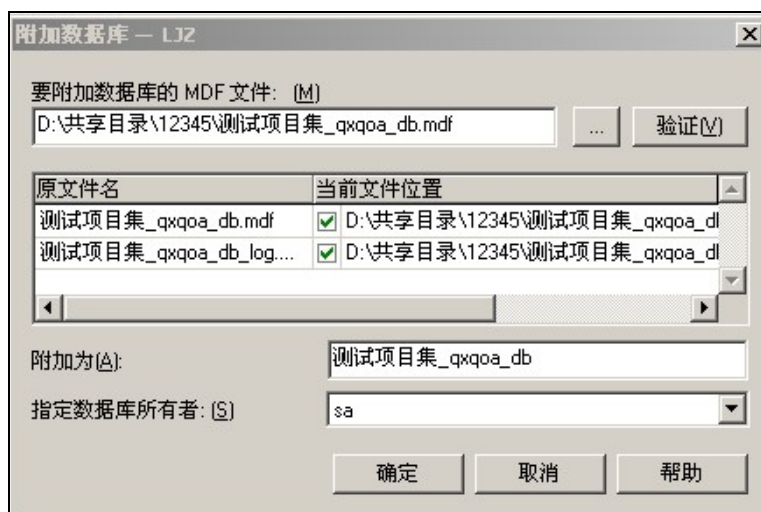 附加数据库 — LJZ
要附加数据库的 MDF 文件: (M)
D:\共享目录\12345\测试项目集_qxqoa_db.mdf ... 验证(V)
原文件名 当前文件位置
测试项目集_qxqoa_db.mdf D:\共享目录\12345\测试项目集_qxqoa_d
测试项目集_qxqoa_db_log.... D:\共享目录\12345\测试项目集_qxqoa_d
附加为(A): 测试项目集_qxqoa_db
指定数据库所有者: (S) sa
确定 取消 帮助